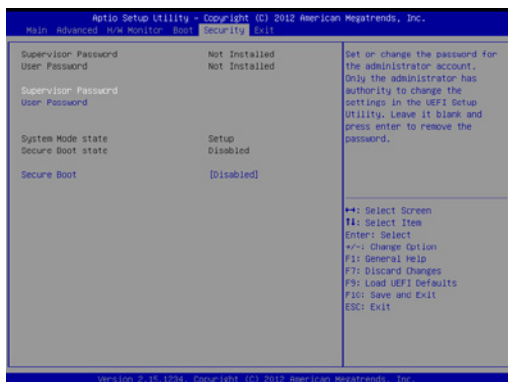 Aptio Setup Utility - Copyright (C) 2012 American Megatrends, Inc.
Main Advanced H/W Monitor Boot Security Exit
Supervisor Password Not Installed
User Password Not Installed
Supervisor Password
User Password
System Mode state Setup
Secure Boot state Disabled
Secure Boot [Disabled]
Set or change the password for
the administrator account.
Only the administrator has
authority to change the
settings in the UEFI Setup
Utility. Leave it blank and
press enter to remove the
password.
↔: Select Screen
↑↓: Select Item
Enter: Select
+/-: Change Option
F1: General Help
F7: Discard Changes
F9: Load UEFI Defaults
F10: Save and Exit
ESC: Exit
Version 2.15.1234. Copyright (C) 2012 American Megatrends, Inc.